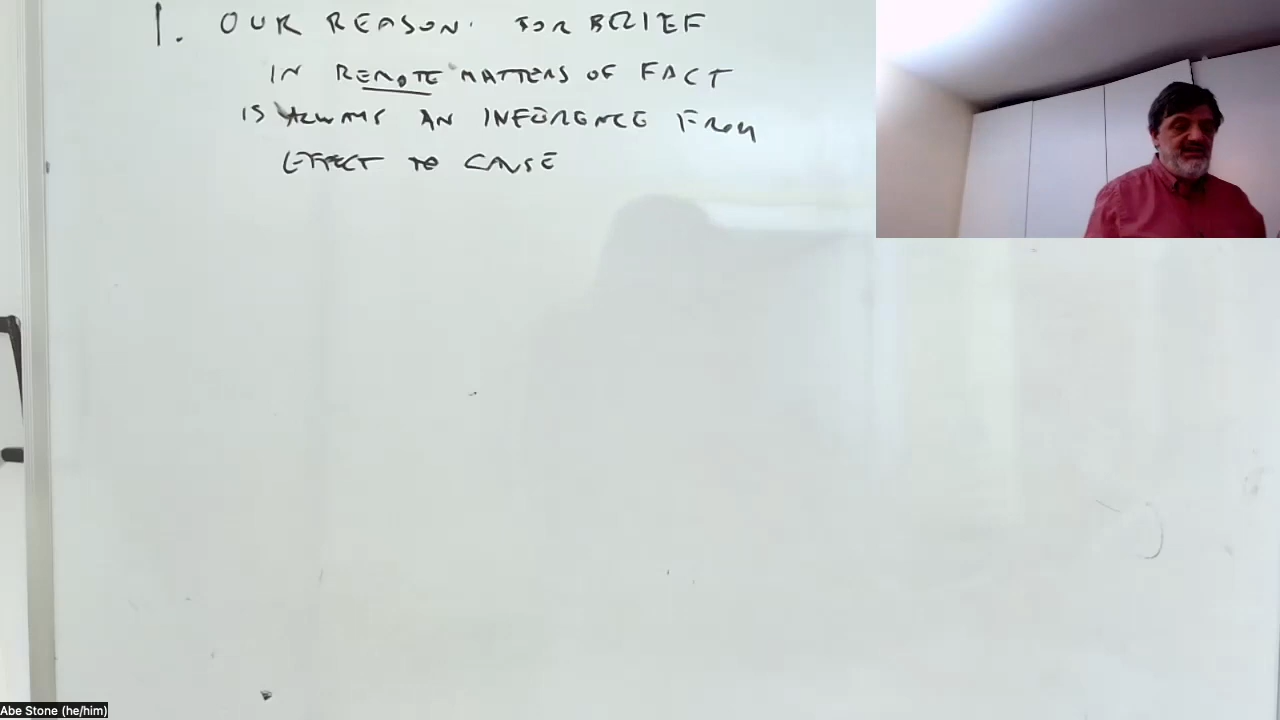 1. OUR REASON FOR BELIEF
IN REMOTE MATTERS OF FACT
IS ALWAYS AN INFERENCE FROM
EFFECT TO CAUSE
Abe Stone (he/him)